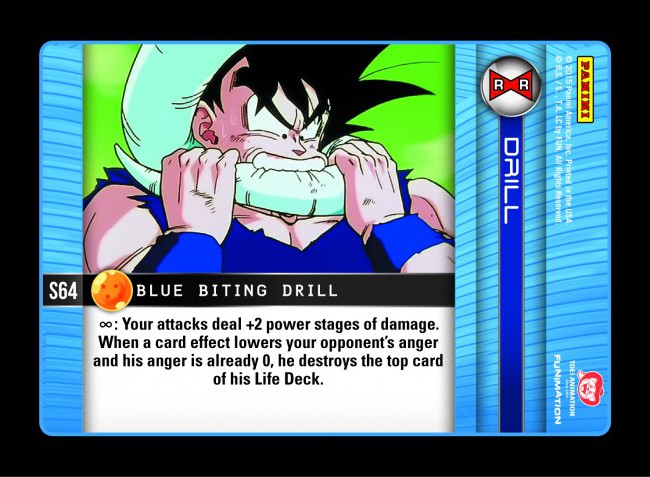 S64
BLUE BITING DRILL
∞: Your attacks deal +2 power stages of damage.
When a card effect lowers your opponent's anger
and his anger is already 0, he destroys the top card
of his Life Deck.
R R
DRILL
PANINI
© 2015 Panini America, Inc. Printed in the USA.
© B.S. / S., T.A. LC by FUN. All Rights Reserved.
TOEI ANIMATION
FUNIMATION